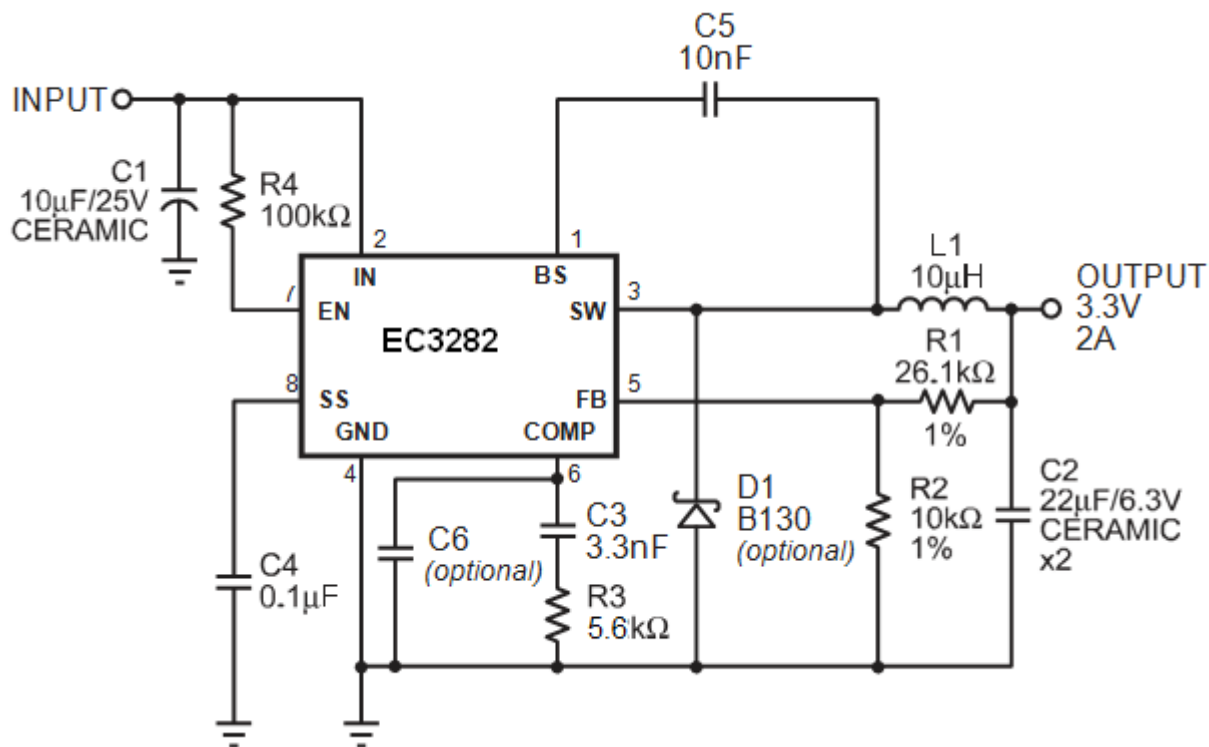 C5
10nF
INPUT
C1
10µF/25V
CERAMIC
R4
100kΩ
2
1
IN
BS
L1
10µH
OUTPUT
3.3V
2A
7
EN
3
SW
EC3282
R1
26.1kΩ
1%
8
SS
5
FB
GND
COMP
4
6
C4
0.1µF
C6
(optional)
C3
3.3nF
R3
5.6kΩ
D1
B130
(optional)
R2
10kΩ
1%
C2
22µF/6.3V
CERAMIC
x2